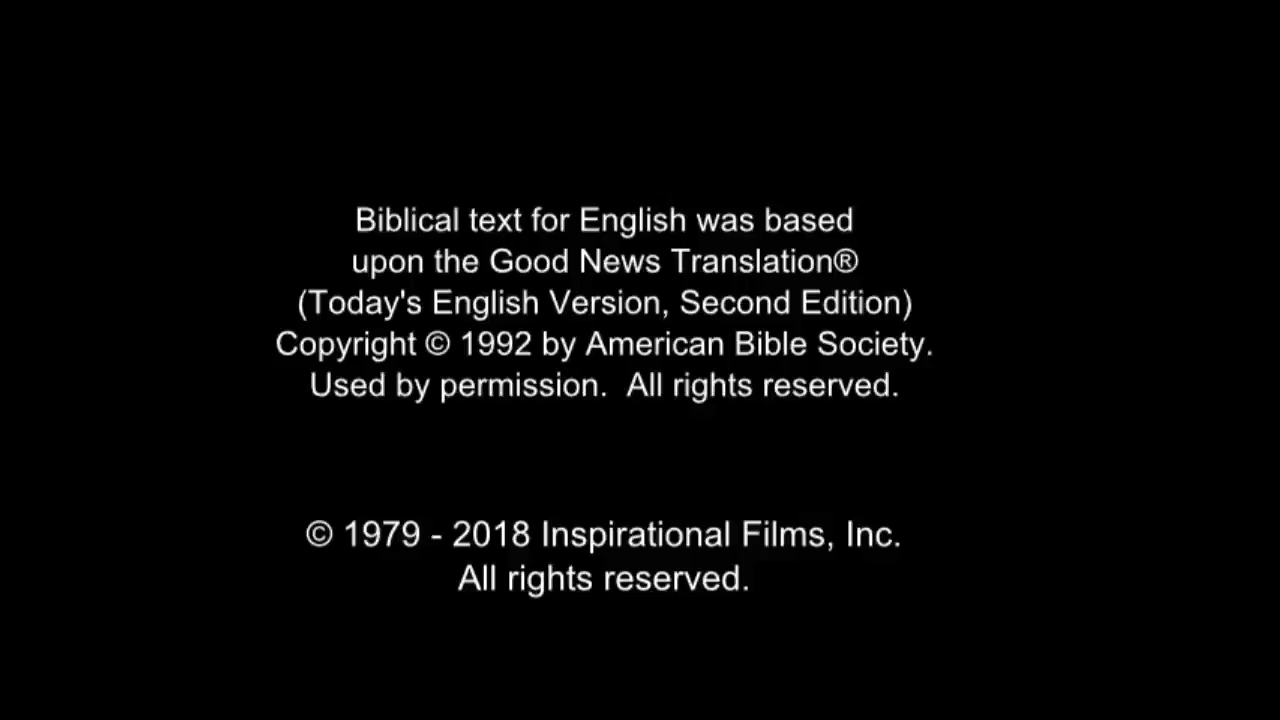 Biblical text for English was based
upon the Good News Translation®
(Today's English Version, Second Edition)
Copyright © 1992 by American Bible Society.
Used by permission.  All rights reserved.
© 1979 - 2018 Inspirational Films, Inc.
All rights reserved.